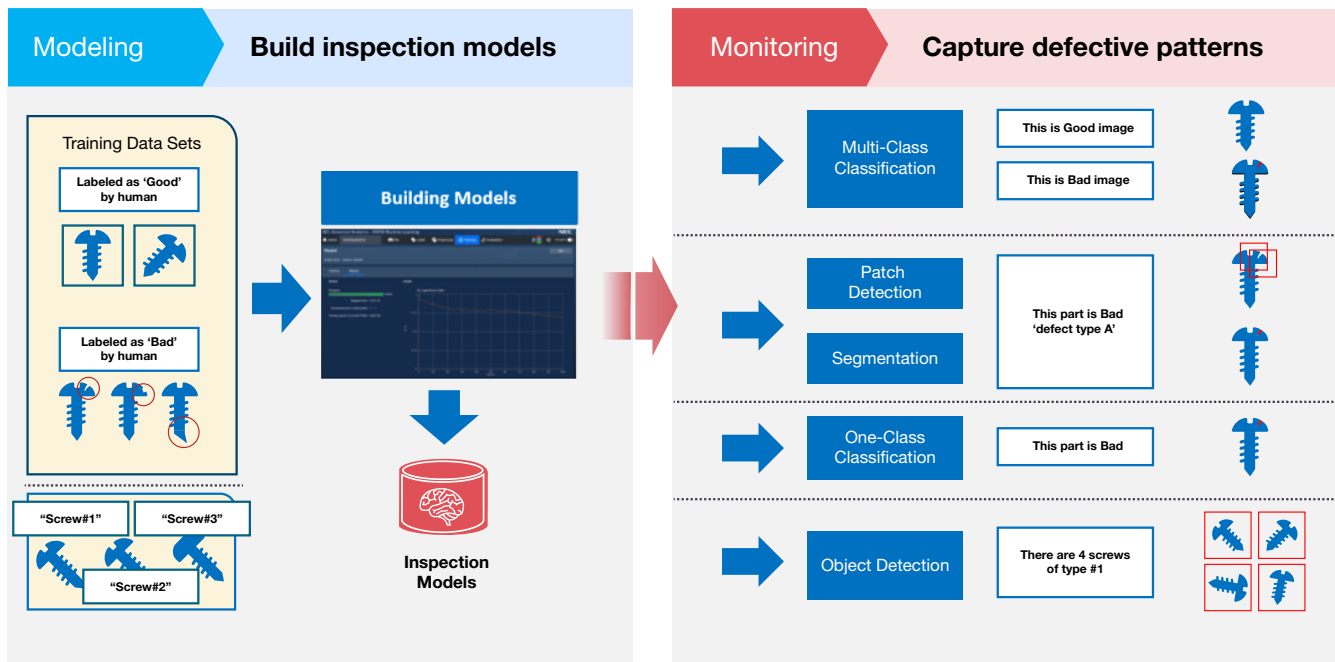 Modeling
Build inspection models
Training Data Sets
Labeled as ‘Good’
by human
Labeled as ‘Bad’
by human
“Screw#1”
“Screw#3”
“Screw#2”
Building Models
NEC
Training
Inspection
Models
Monitoring
Capture defective patterns
Multi-Class
Classification
This is Good image
This is Bad image
Patch
Detection
Segmentation
This part is Bad
‘defect type A’
One-Class
Classification
This part is Bad
Object Detection
There are 4 screws
of type #1